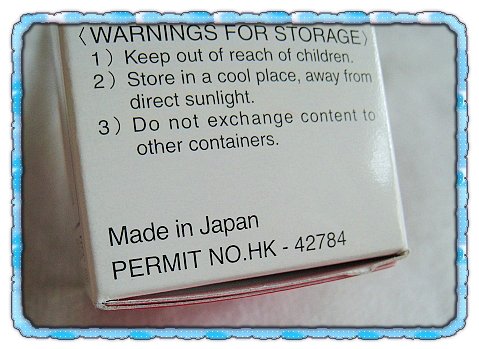 〈WARNINGS FOR STORAGE〉
1) Keep out of reach of children.
2) Store in a cool place, away from
direct sunlight.
3) Do not exchange content to
other containers.
Made in Japan
PERMIT NO.HK - 42784